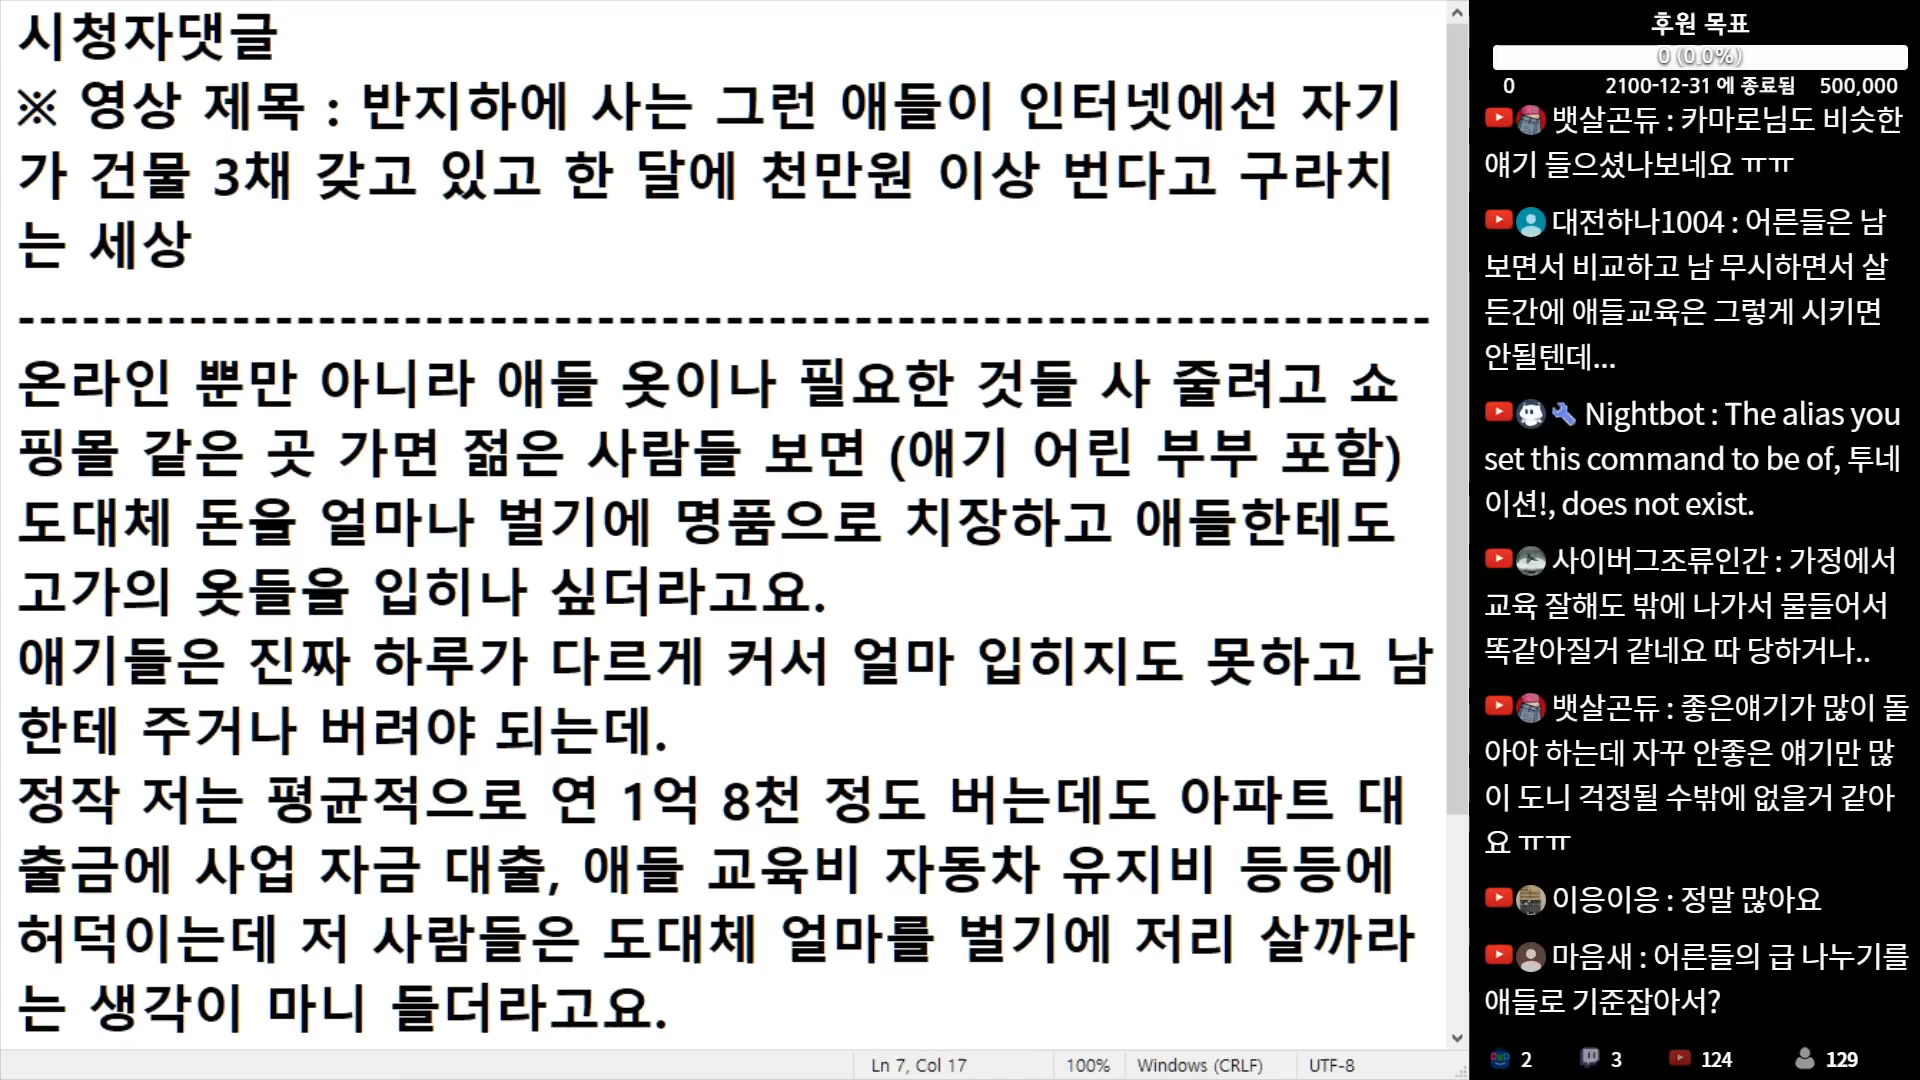 시청자댓글
※ 영상 제목 : 반지하에 사는 그런 애들이 인터넷에선 자기
가 건물 3채 갖고 있고 한 달에 천만원 이상 번다고 구라치
는 세상
-------------------------------------------------------------------
온라인 뿐만 아니라 애들 옷이나 필요한 것들 사 줄려고 쇼
핑몰 같은 곳 가면 젊은 사람들 보면 (애기 어린 부부 포함)
도대체 돈을 얼마나 벌기에 명품으로 치장하고 애들한테도
고가의 옷들을 입히나 싶더라고요.
애기들은 진짜 하루가 다르게 커서 얼마 입히지도 못하고 남
한테 주거나 버려야 되는데.
정작 저는 평균적으로 연 1억 8천 정도 버는데도 아파트 대
출금에 사업 자금 대출, 애들 교육비 자동차 유지비 등등에
허덕이는데 저 사람들은 도대체 얼마를 벌기에 저리 살까라
는 생각이 마니 들더라고요.
Ln 7, Col 17 100% Windows (CRLF) UTF-8
후원 목표
0 (0.0%)
0 2100-12-31 에 종료됨 500,000
뱃살곤듀 : 카마로님도 비슷한
얘기 들으셨나보네요 ㅠㅠ
대전하나1004 : 어른들은 남
보면서 비교하고 남 무시하면서 살
든간에 애들교육은 그렇게 시키면
안될텐데...
Nightbot : The alias you
set this command to be of, 투네
이션!, does not exist.
사이버그조류인간 : 가정에서
교육 잘해도 밖에 나가서 물들어서
똑같아질거 같네요 따 당하거나..
뱃살곤듀 : 좋은얘기가 많이 돌
아야 하는데 자꾸 안좋은 얘기만 많
이 도니 걱정될 수밖에 없을거 같아
요 ㅠㅠ
이응이응 : 정말 많아요
마음새 : 어른들의 급 나누기를
애들로 기준잡아서?
2 3 124 129